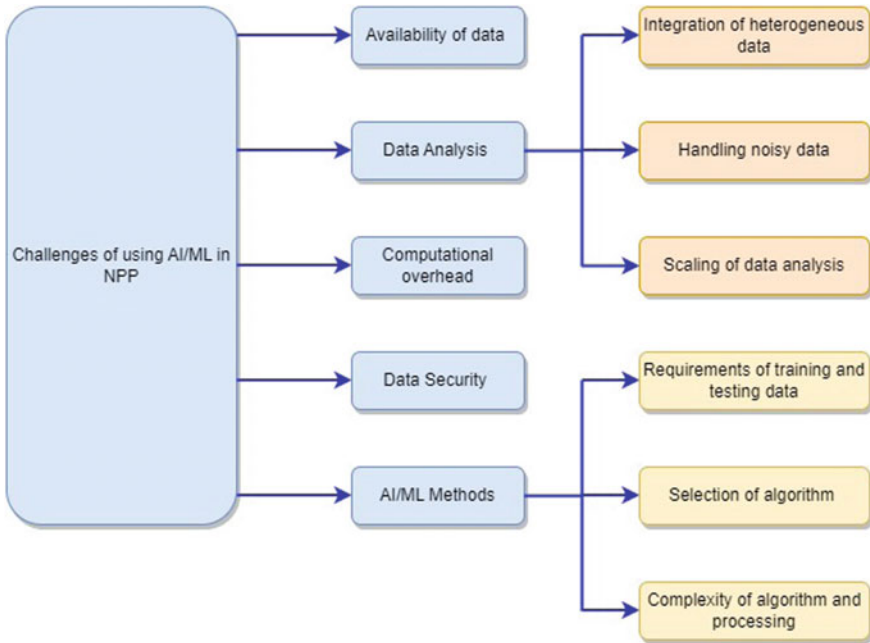 Challenges of using AI/ML in
NPP
Availability of data
Data Analysis
Computational
overhead
Data Security
AI/ML Methods
Integration of heterogeneous
data
Handling noisy data
Scaling of data analysis
Requirements of training and
testing data
Selection of algorithm
Complexity of algorithm and
processing